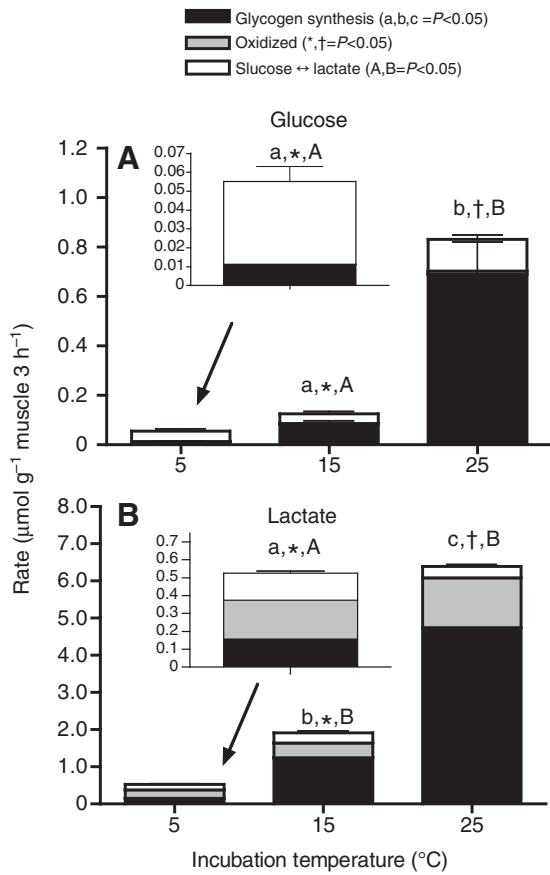 Glycogen synthesis (a,b,c =P<0.05)
Oxidized (*,†=P<0.05)
Slucose ↔ lactate (A,B=P<0.05)
A
Glucose
1.2
1.0
0.8
0.6
0.4
0.2
0
0.07
0.06
0.05
0.04
0.03
0.02
0.01
0
a,*,A
a,*,A
b,†,B
5
15
25
Rate (μmol g–1 muscle 3 h–1)
B
Lactate
8.0
7.0
6.0
5.0
4.0
3.0
2.0
1.0
0
0.7
0.6
0.5
0.4
0.3
0.2
0.1
0
a,*,A
b,*,B
c,†,B
5
15
25
Incubation temperature (°C)